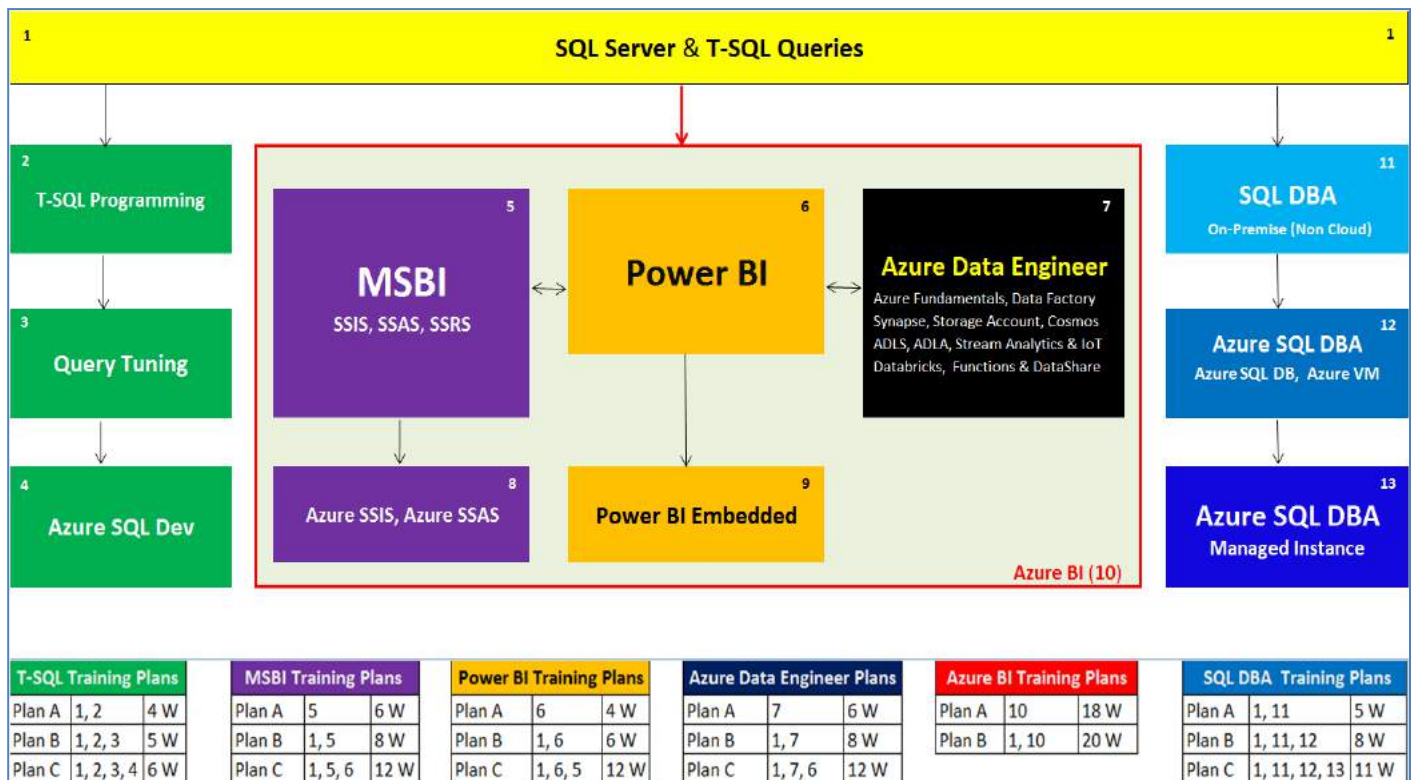 1
SQL Server & T-SQL Queries
1
2
T-SQL Programming
3
Query Tuning
4
Azure SQL Dev
5
MSBI
SSIS, SSAS, SSRS
6
Power BI
7
Azure Data Engineer
Azure Fundamentals, Data Factory
Synapse, Storage Account, Cosmos
ADLS, ADLA, Stream Analytics & IoT
Databricks, Functions & DataShare
8
Azure SSIS, Azure SSAS
9
Power BI Embedded
Azure BI (10)
11
SQL DBA
On-Premise (Non Cloud)
12
Azure SQL DBA
Azure SQL DB, Azure VM
13
Azure SQL DBA
Managed Instance
T-SQL Training Plans
Plan A 1, 2 4 W
Plan B 1, 2, 3 5 W
Plan C 1, 2, 3, 4 6 W
MSBI Training Plans
Plan A 5 6 W
Plan B 1, 5 8 W
Plan C 1, 5, 6 12 W
Power BI Training Plans
Plan A 6 4 W
Plan B 1, 6 6 W
Plan C 1, 6, 5 12 W
Azure Data Engineer Plans
Plan A 7 6 W
Plan B 1, 7 8 W
Plan C 1, 7, 6 12 W
Azure BI Training Plans
Plan A 10 18 W
Plan B 1, 10 20 W
SQL DBA Training Plans
Plan A 1, 11 5 W
Plan B 1, 11, 12 8 W
Plan C 1, 11, 12, 13 11 W